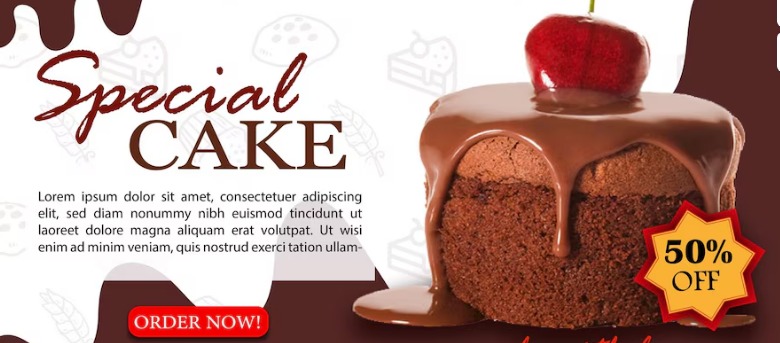 Special
CAKE
Lorem ipsum dolor sit amet, consectetuer adipiscing
elit, sed diam nonummy nibh euismod tincidunt ut
laoreet dolore magna aliquam erat volutpat. Ut wisi
enim ad minim veniam, quis nostrud exerci tation ullam-
ORDER NOW!
50%
OFF